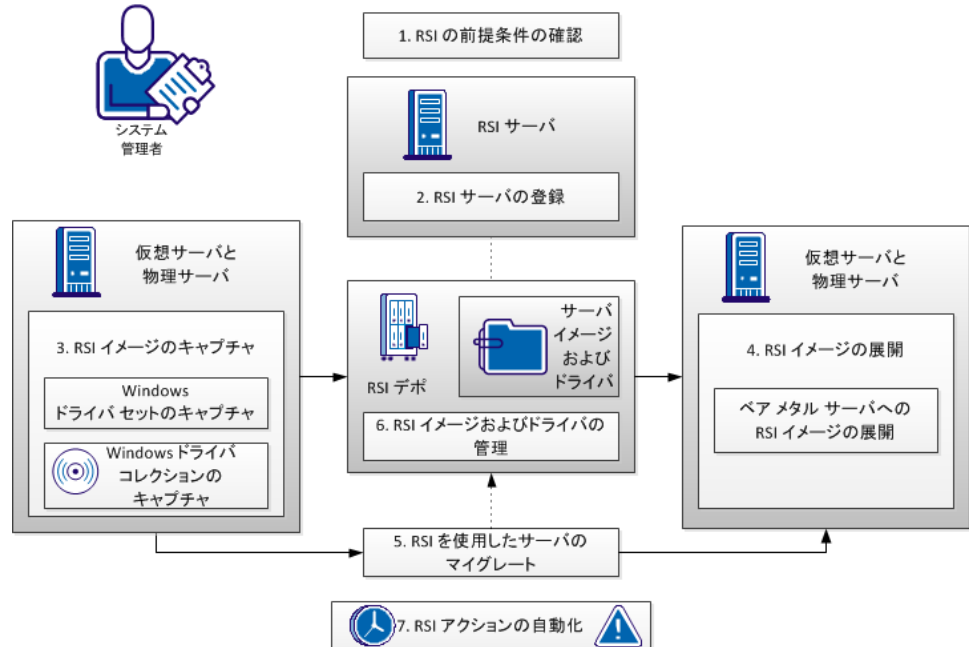 システム
管理者
1. RSI の前提条件の確認
RSI サーバ
2. RSI サーバの登録
仮想サーバと
物理サーバ
3. RSI イメージのキャプチャ
Windows
ドライバ セットのキャプチャ
Windows ドライバ
コレクションの
キャプチャ
RSI デポ
サーバ
イメージ
および
ドライバ
6. RSI イメージおよびドライバの
管理
仮想サーバと
物理サーバ
4. RSI イメージの展開
ベア メタル サーバへの
RSI イメージの展開
5. RSI を使用したサーバの
マイグレート
7. RSI アクションの自動化